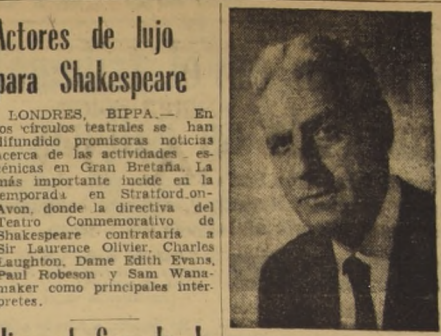 Actores de lujo
para Shakespeare
LONDRES, BIPPA.— En
los círculos teatrales se han
difundido promisoras noticias
acerca de las actividades es-
cénicas en Gran Bretaña. La
más importante incide en la
temporada en Stratford-on-
Avon, donde la directiva del
Teatro Conmemorativo de
Shakespeare contrataría a
Sir Laurence Olivier, Charles
Laughton, Dame Edith Evans,
Paul Robeson y Sam Wana-
maker como principales intér-
pretes.